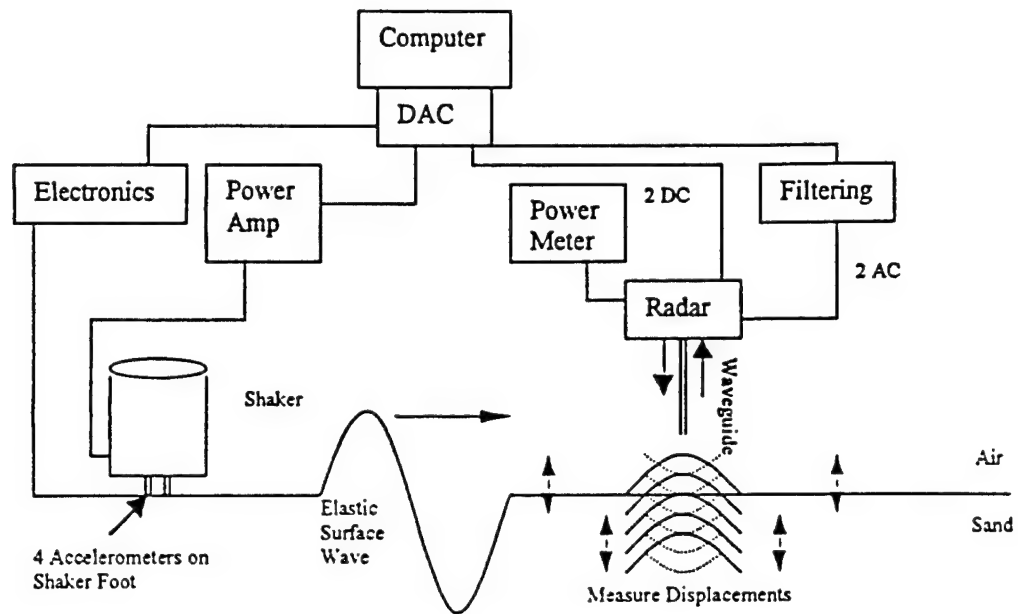 Computer
DAC
Electronics
Power
Amp
Power
Meter
2 DC
Filtering
2 AC
Radar
Waveguide
Shaker
Air
Sand
Elastic
Surface
Wave
4 Accelerometers on
Shaker Foot
Measure Displacements